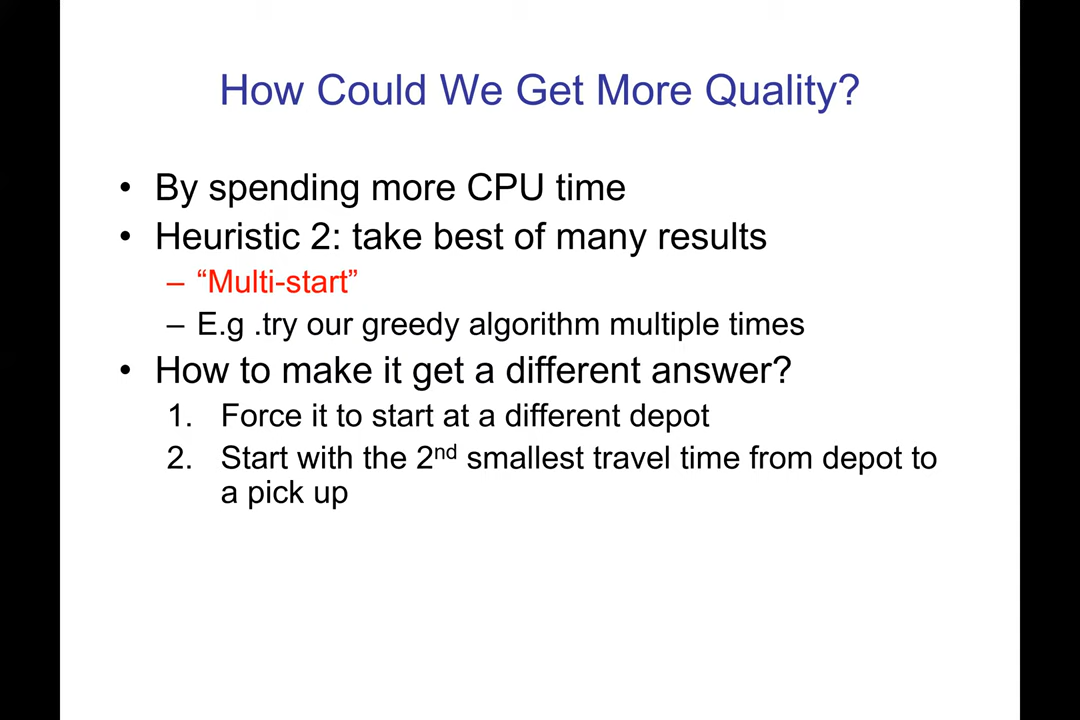 How Could We Get More Quality?
• By spending more CPU time
• Heuristic 2: take best of many results
– “Multi-start”
– E.g .try our greedy algorithm multiple times
• How to make it get a different answer?
1. Force it to start at a different depot
2. Start with the 2nd smallest travel time from depot to
a pick up